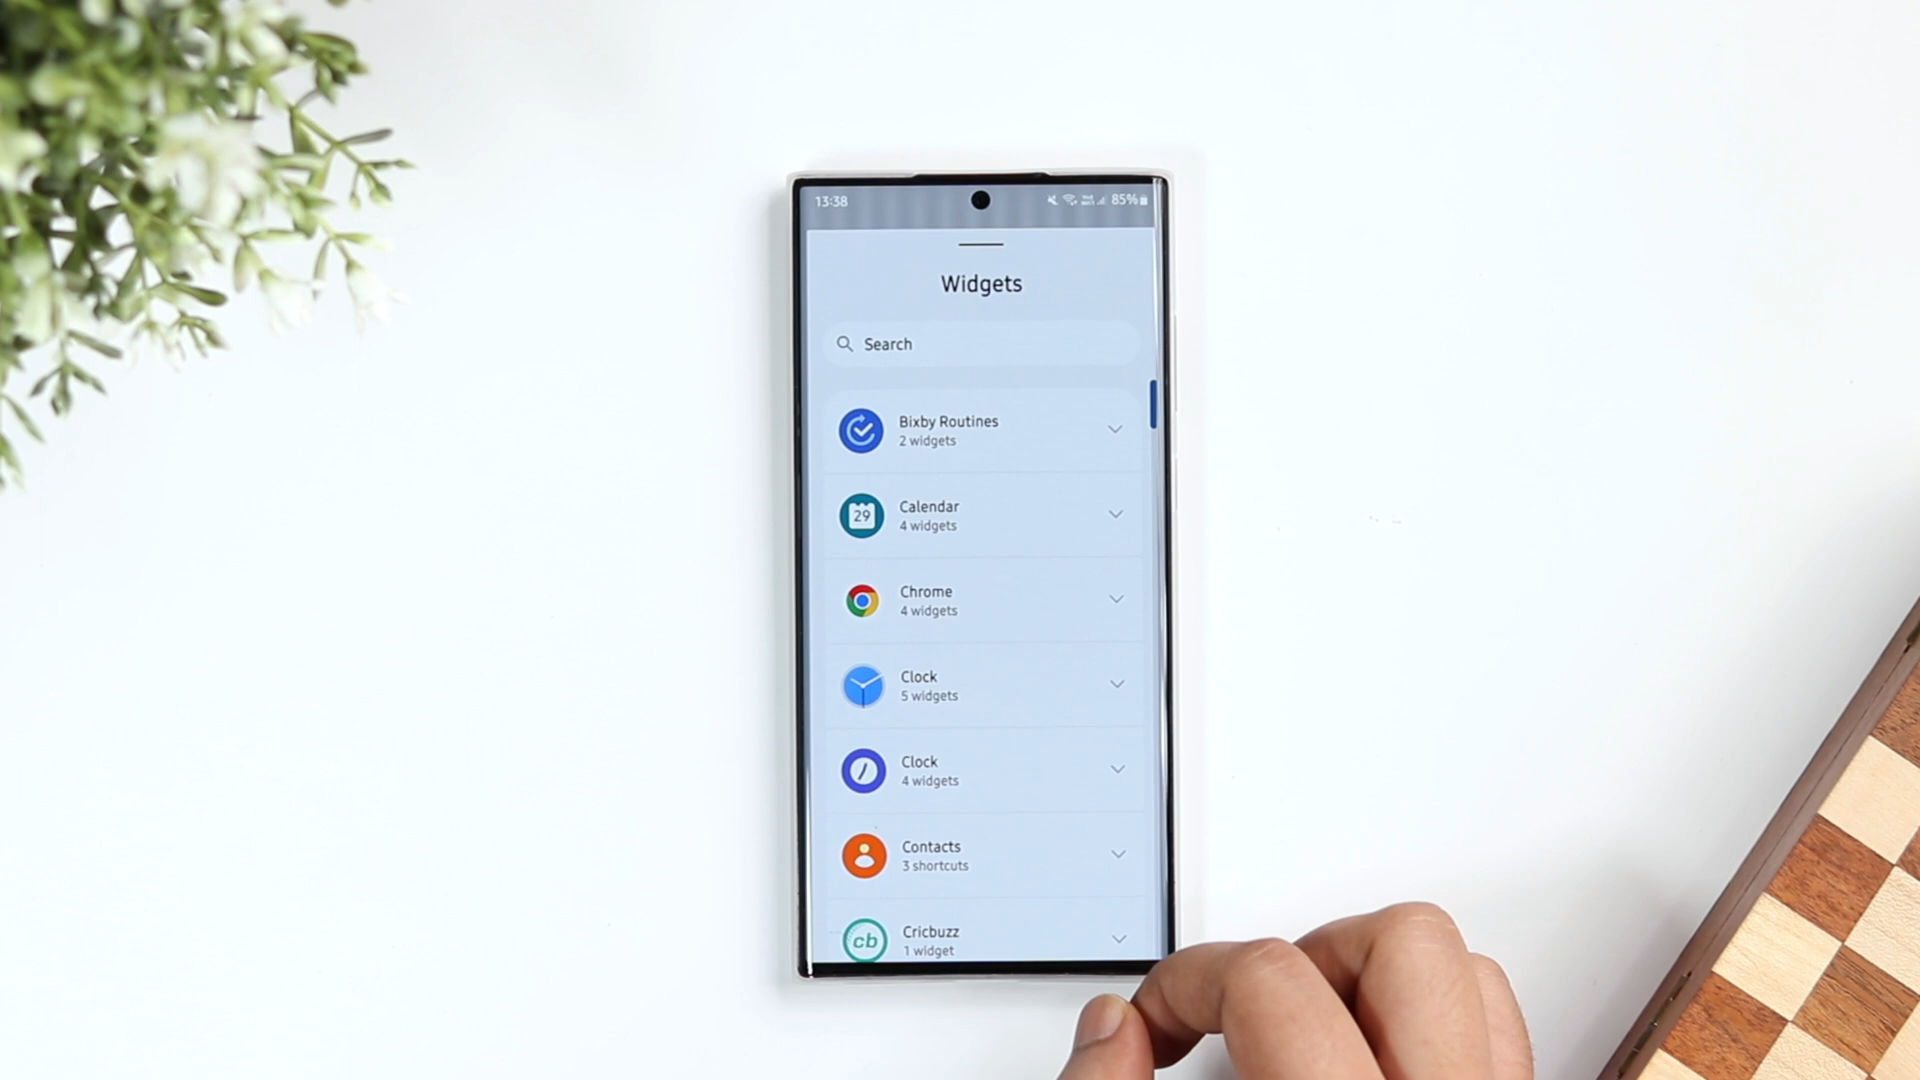 13:38 85%
Widgets
Search
Bixby Routines
2 widgets
29
Calendar
4 widgets
Chrome
4 widgets
Clock
5 widgets
Clock
4 widgets
Contacts
3 shortcuts
cb
Cricbuzz
1 widget